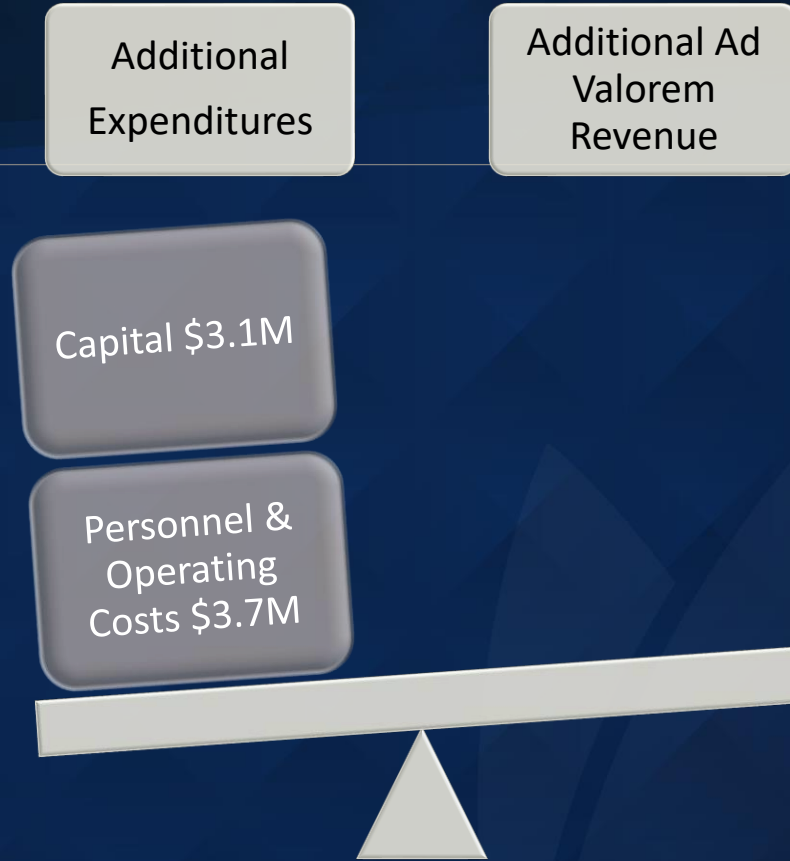 Additional
Expenditures
Additional Ad
Valorem
Revenue
Capital $3.1M
Personnel &
Operating
Costs $3.7M